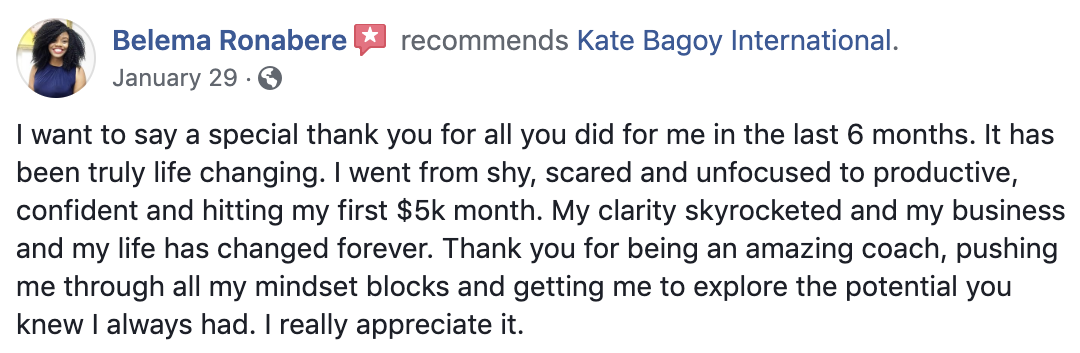 Belema Ronabere recommends Kate Bagoy International.
January 29 ·
I want to say a special thank you for all you did for me in the last 6 months. It has
been truly life changing. I went from shy, scared and unfocused to productive,
confident and hitting my first $5k month. My clarity skyrocketed and my business
and my life has changed forever. Thank you for being an amazing coach, pushing
me through all my mindset blocks and getting me to explore the potential you
knew I always had. I really appreciate it.